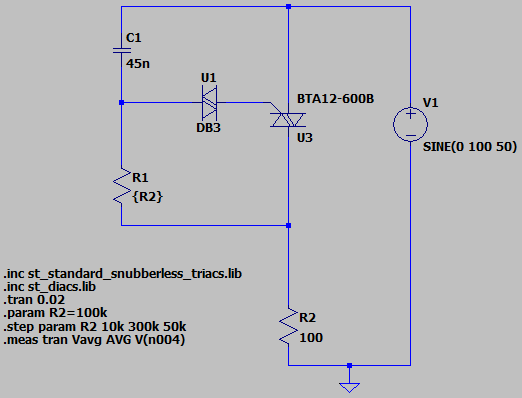 C1
45n
U1
DB3
BTA12-600B
U3
V1
SINE(0 100 50)
R1
{R2}
R2
100
.inc st_standard_snubberless_triacs.lib
.inc st_diacs.lib
.tran 0.02
.param R2=100k
.step param R2 10k 300k 50k
.meas tran Vavg AVG V(n004)